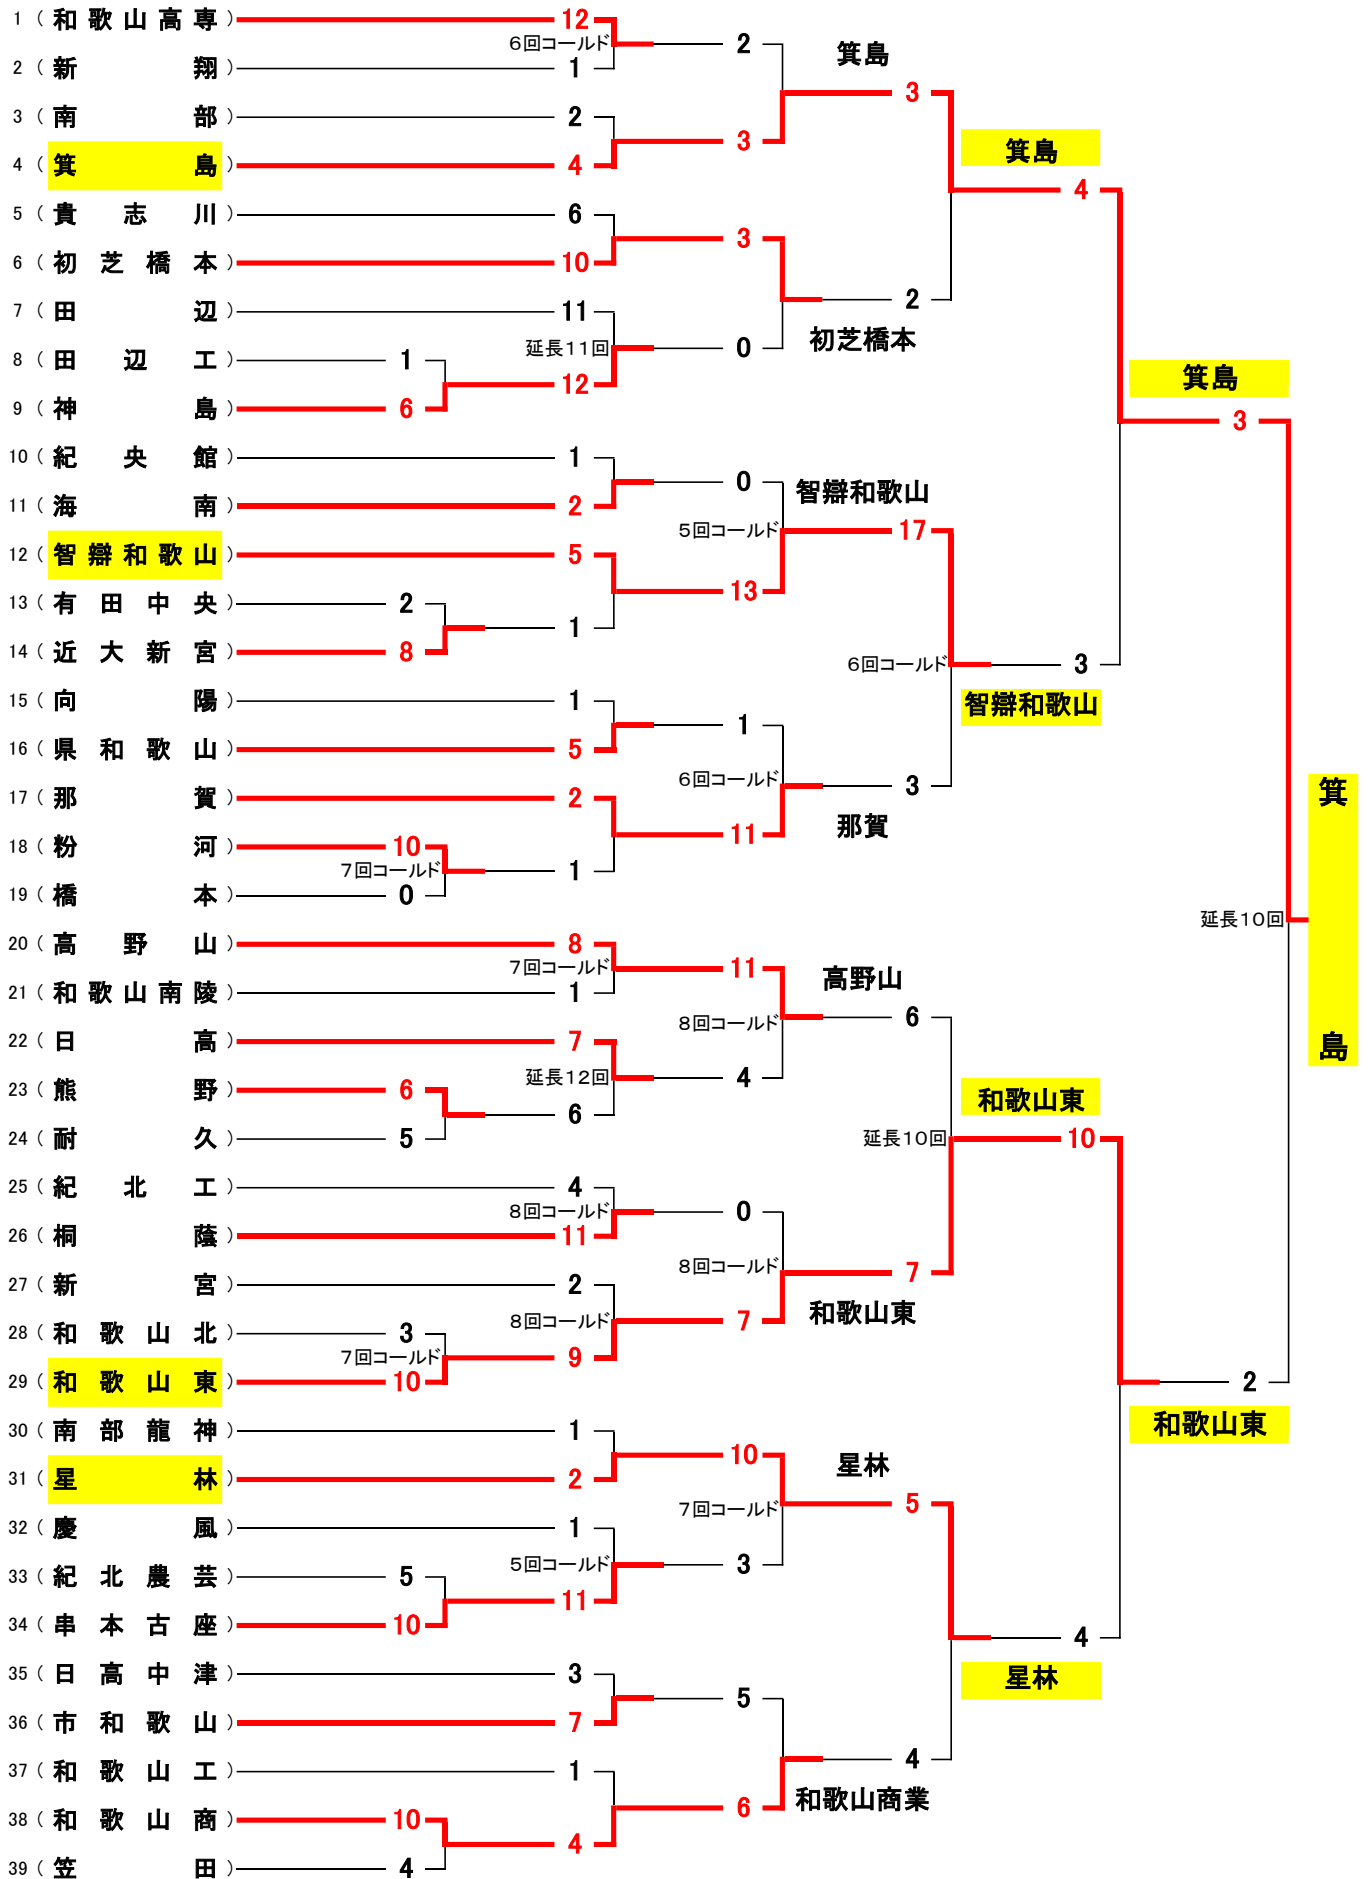 1（和歌山高専） 12
6回コールド 2 箕島
2（新翔） 1
3
3（南部） 2
3
箕島
4（箕島） 4
4
5（貴志川） 6
3
6（初芝橋本） 10
2
7（田辺） 11
初芝橋本
延長11回 0
8（田辺工） 1
箕島
12
9（神島） 6
3
10（紀央館） 1
0 智辯和歌山
11（海南） 2
5回コールド 17
12（智辯和歌山） 5
13
13（有田中央） 2
1
14（近大新宮） 8
6回コールド 3
15（向陽） 1
智辯和歌山
1
16（県和歌山） 5
6回コールド 3
17（那賀） 2
箕島
那賀
11
18（粉河） 10
7回コールド 1
19（橋本） 0
延長10回
20（高野山） 8
7回コールド 11 高野山
21（和歌山南陵） 1
8回コールド 6
22（日高） 7
延長12回 4
23（熊野） 6
和歌山東
6
24（耐久） 5
延長10回 10
25（紀北工） 4
8回コールド 0
26（桐蔭） 11
8回コールド 7
27（新宮） 2
和歌山東
8回コールド 7
28（和歌山北） 3
7回コールド 9
29（和歌山東） 10
2
和歌山東
30（南部龍神） 1
10 星林
31（星林） 2
7回コールド 5
32（慶風） 1
5回コールド 3
33（紀北農芸） 5
11
34（串本古座） 10
4
35（日高中津） 3
星林
5
36（市和歌山） 7
4
37（和歌山工） 1
和歌山商業
6
38（和歌山商） 10
4
39（笠田） 4